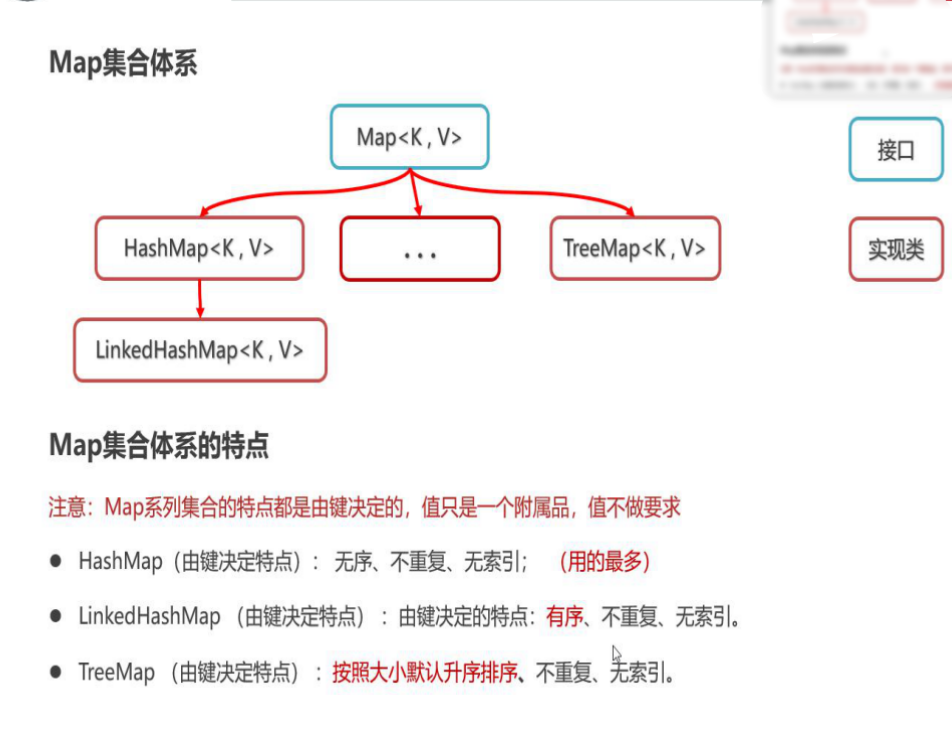 Map集合体系
Map<K , V>
接口
HashMap<K , V>
...
TreeMap<K , V>
实现类
LinkedHashMap<K , V>
Map集合体系的特点
注意：Map系列集合的特点都是由键决定的，值只是一个附属品，值不做要求
● HashMap（由键决定特点）: 无序、不重复、无索引; （用的最多）
● LinkedHashMap （由键决定特点）: 由键决定的特点：有序、不重复、无索引。
● TreeMap （由键决定特点）: 按照大小默认升序排序、不重复、无索引。